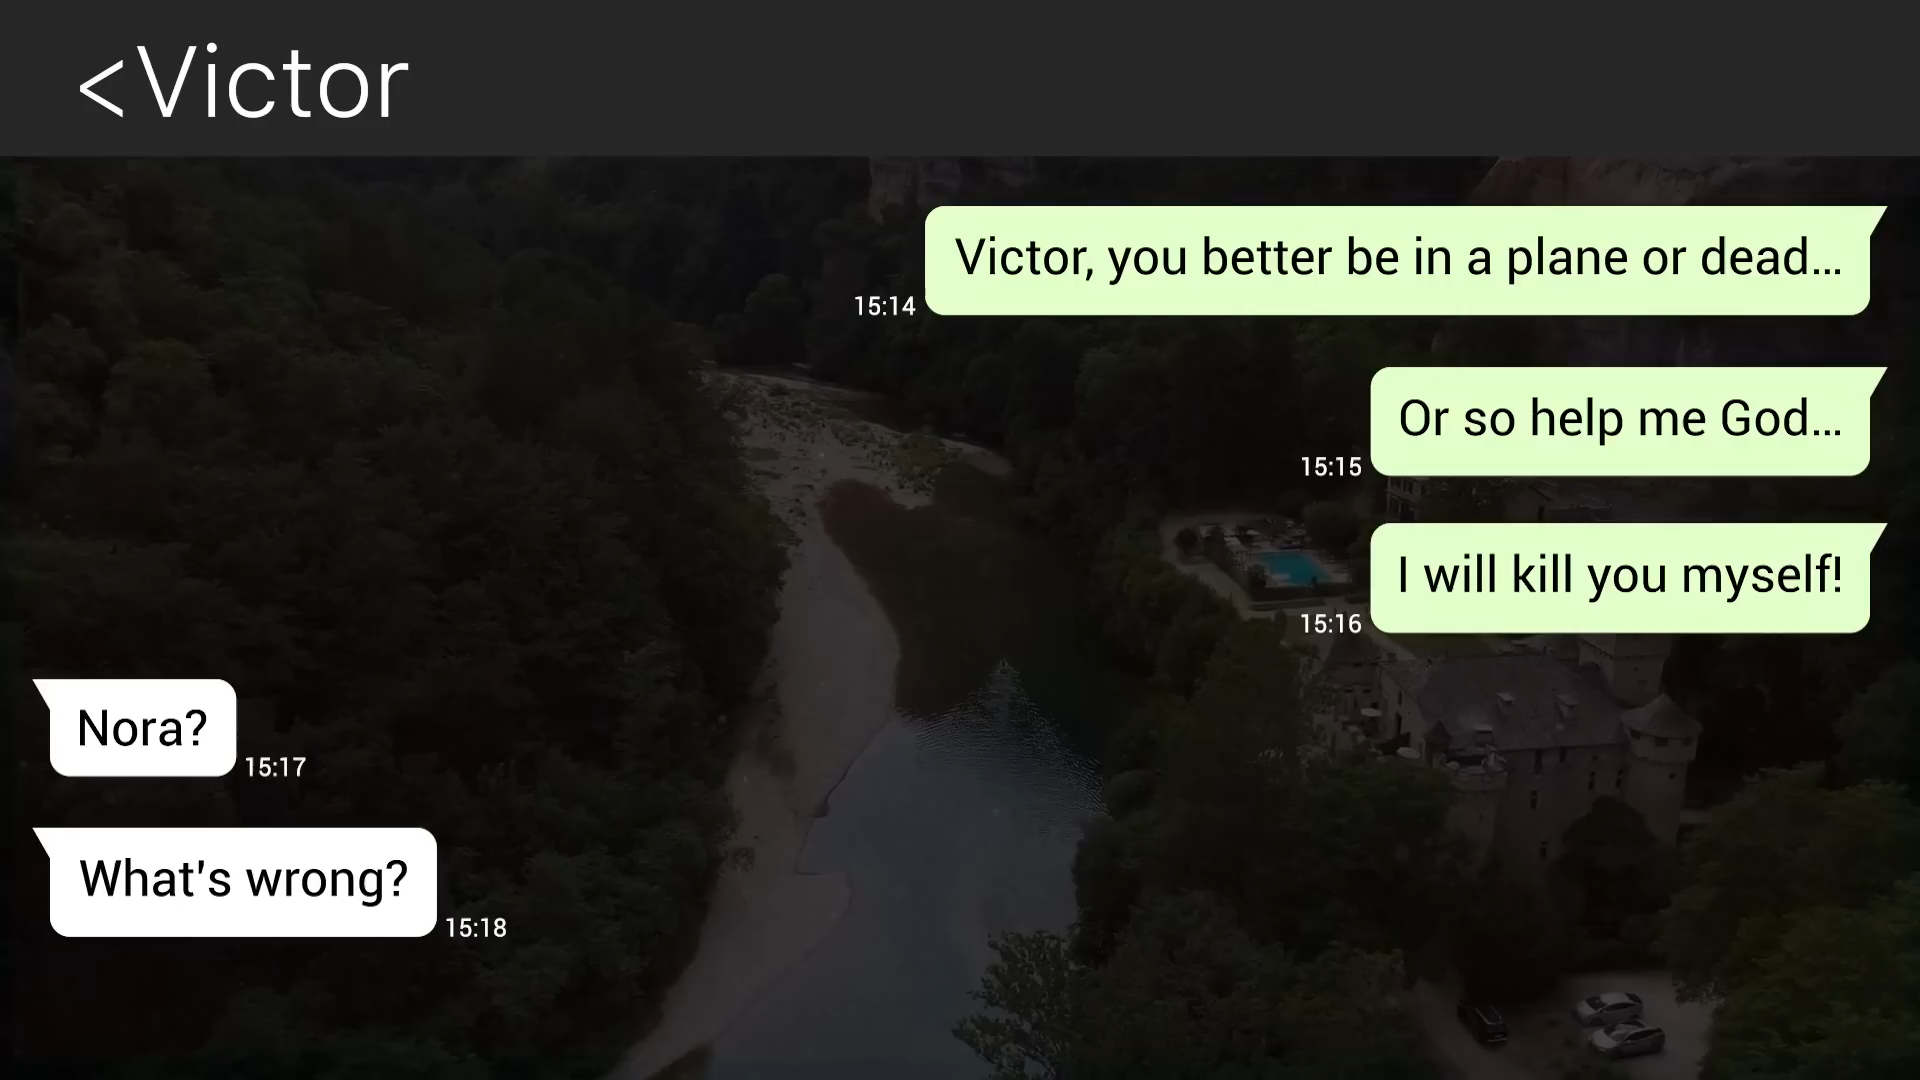 <Victor
Victor, you better be in a plane or dead...
15:14
Or so help me God...
15:15
I will kill you myself!
15:16
Nora?
15:17
What's wrong?
15:18